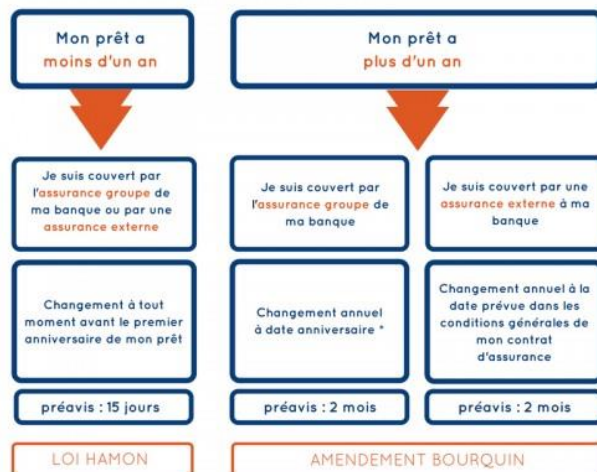 Mon prêt a
moins d'un an
Mon prêt a
plus d'un an
Je suis couvert par
l'assurance groupe de
ma banque ou par une
assurance externe
Je suis couvert par
l'assurance groupe de
ma banque
Je suis couvert par une
assurance externe à ma
banque
Changement à tout
moment avant le premier
anniversaire de mon prêt
Changement annuel
à date anniversaire *
Changement annuel à la
date prévue dans les
conditions générales de
mon contrat
d'assurance
préavis : 15 jours
préavis : 2 mois
préavis : 2 mois
LOI HAMON
AMENDEMENT BOURQUIN